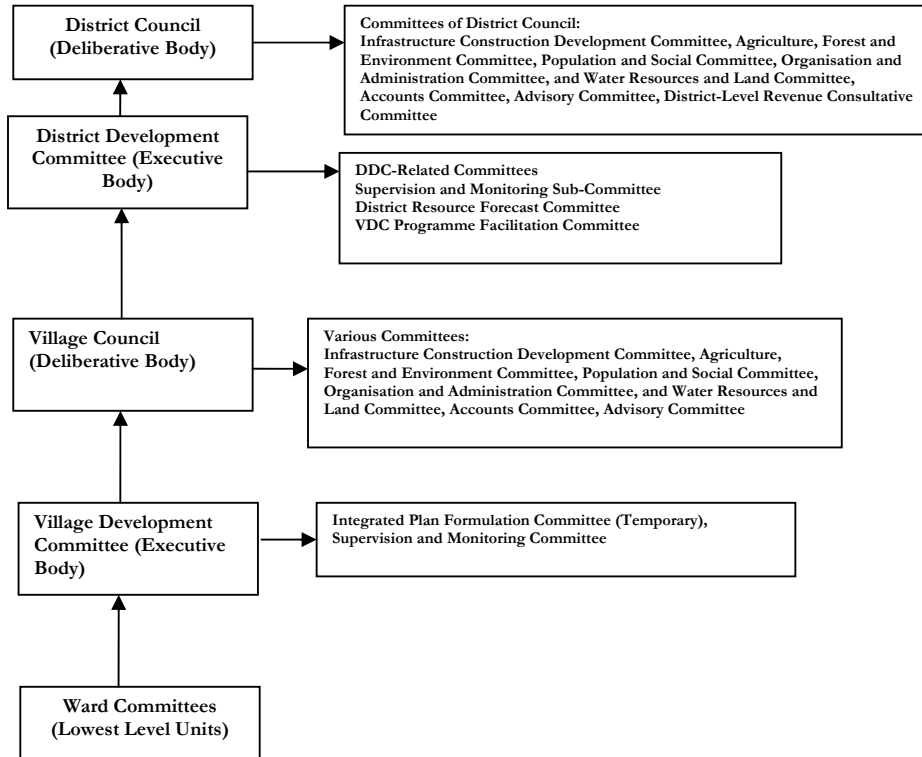 District Council
(Deliberative Body)
Committees of District Council:
Infrastructure Construction Development Committee, Agriculture, Forest and
Environment Committee, Population and Social Committee, Organisation and
Administration Committee, and Water Resources and Land Committee,
Accounts Committee, Advisory Committee, District-Level Revenue Consultative
Committee
District Development
Committee (Executive
Body)
DDC-Related Committees
Supervision and Monitoring Sub-Committee
District Resource Forecast Committee
VDC Programme Facilitation Committee
Village Council
(Deliberative Body)
Various Committees:
Infrastructure Construction Development Committee, Agriculture,
Forest and Environment Committee, Population and Social Committee,
Organisation and Administration Committee, and Water Resources and
Land Committee, Accounts Committee, Advisory Committee
Village Development
Committee (Executive
Body)
Integrated Plan Formulation Committee (Temporary),
Supervision and Monitoring Committee
Ward Committees
(Lowest Level Units)